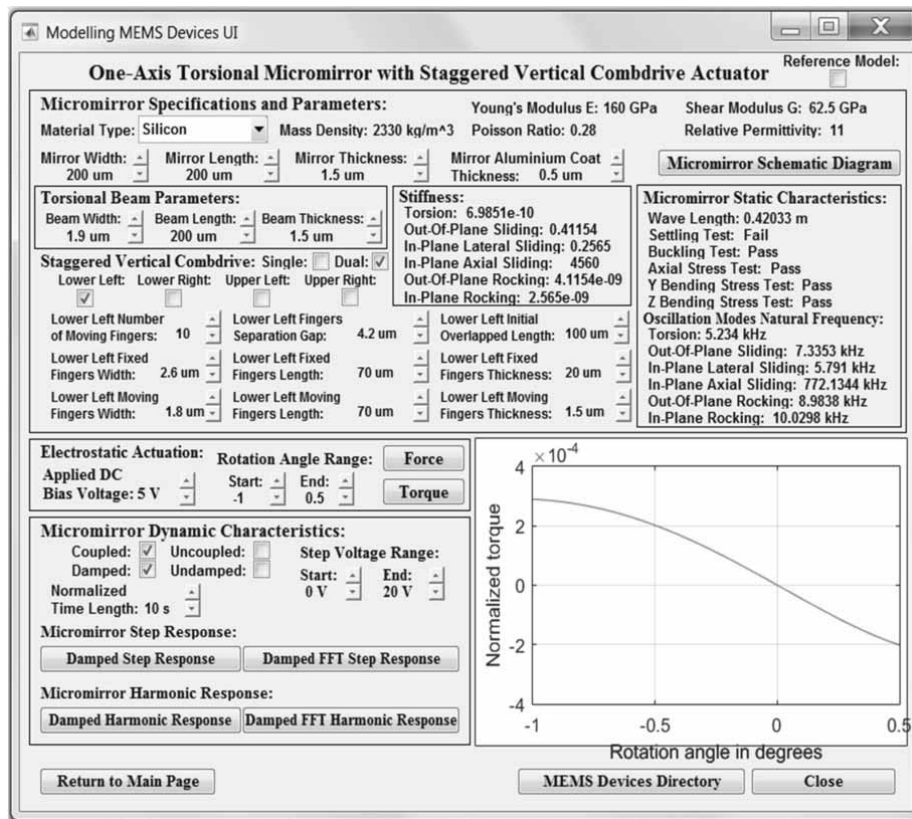 Modelling MEMS Devices UI
One-Axis Torsional Micromirror with Staggered Vertical Combdrive Actuator
Reference Model:
Micromirror Specifications and Parameters:
Young's Modulus E: 160 GPa
Shear Modulus G: 62.5 GPa
Material Type: Silicon
Mass Density: 2330 kg/m^3
Poisson Ratio: 0.28
Relative Permittivity: 11
Mirror Width: 200 um
Mirror Length: 200 um
Mirror Thickness: 1.5 um
Mirror Aluminium Coat
Thickness: 0.5 um
Micromirror Schematic Diagram
Torsional Beam Parameters:
Beam Width: 1.9 um
Beam Length: 200 um
Beam Thickness: 1.5 um
Stiffness:
Torsion: 6.9851e-10
Out-Of-Plane Sliding: 0.41154
In-Plane Lateral Sliding: 0.2565
In-Plane Axial Sliding: 4560
Out-Of-Plane Rocking: 4.1154e-09
In-Plane Rocking: 2.565e-09
Micromirror Static Characteristics:
Wave Length: 0.42033 m
Settling Test: Fail
Buckling Test: Pass
Axial Stress Test: Pass
Y Bending Stress Test: Pass
Z Bending Stress Test: Pass
Oscillation Modes Natural Frequency:
Torsion: 5.234 kHz
Out-Of-Plane Sliding: 7.3353 kHz
In-Plane Lateral Sliding: 5.791 kHz
In-Plane Axial Sliding: 772.1344 kHz
Out-Of-Plane Rocking: 8.9838 kHz
In-Plane Rocking: 10.0298 kHz
Staggered Vertical Combdrive: Single: Dual:
Lower Left: Lower Right: Upper Left: Upper Right:
Lower Left Number
of Moving Fingers: 10
Lower Left Fingers
Separation Gap: 4.2 um
Lower Left Initial
Overlapped Length: 100 um
Lower Left Fixed
Fingers Width: 2.6 um
Lower Left Fixed
Fingers Length: 70 um
Lower Left Fixed
Fingers Thickness: 20 um
Lower Left Moving
Fingers Width: 1.8 um
Lower Left Moving
Fingers Length: 70 um
Lower Left Moving
Fingers Thickness: 1.5 um
Electrostatic Actuation:
Applied DC
Bias Voltage: 5 V
Rotation Angle Range:
Start: End:
-1 0.5
Force
Torque
Micromirror Dynamic Characteristics:
Coupled: Uncoupled:
Damped: Undamped:
Normalized
Time Length: 10 s
Step Voltage Range:
Start: End:
0 V 20 V
Micromirror Step Response:
Damped Step Response
Damped FFT Step Response
Micromirror Harmonic Response:
Damped Harmonic Response
Damped FFT Harmonic Response
×10⁻⁴
4
2
0
-2
-4
Normalized torque
-1 -0.5 0 0.5
Rotation angle in degrees
Return to Main Page
MEMS Devices Directory
Close